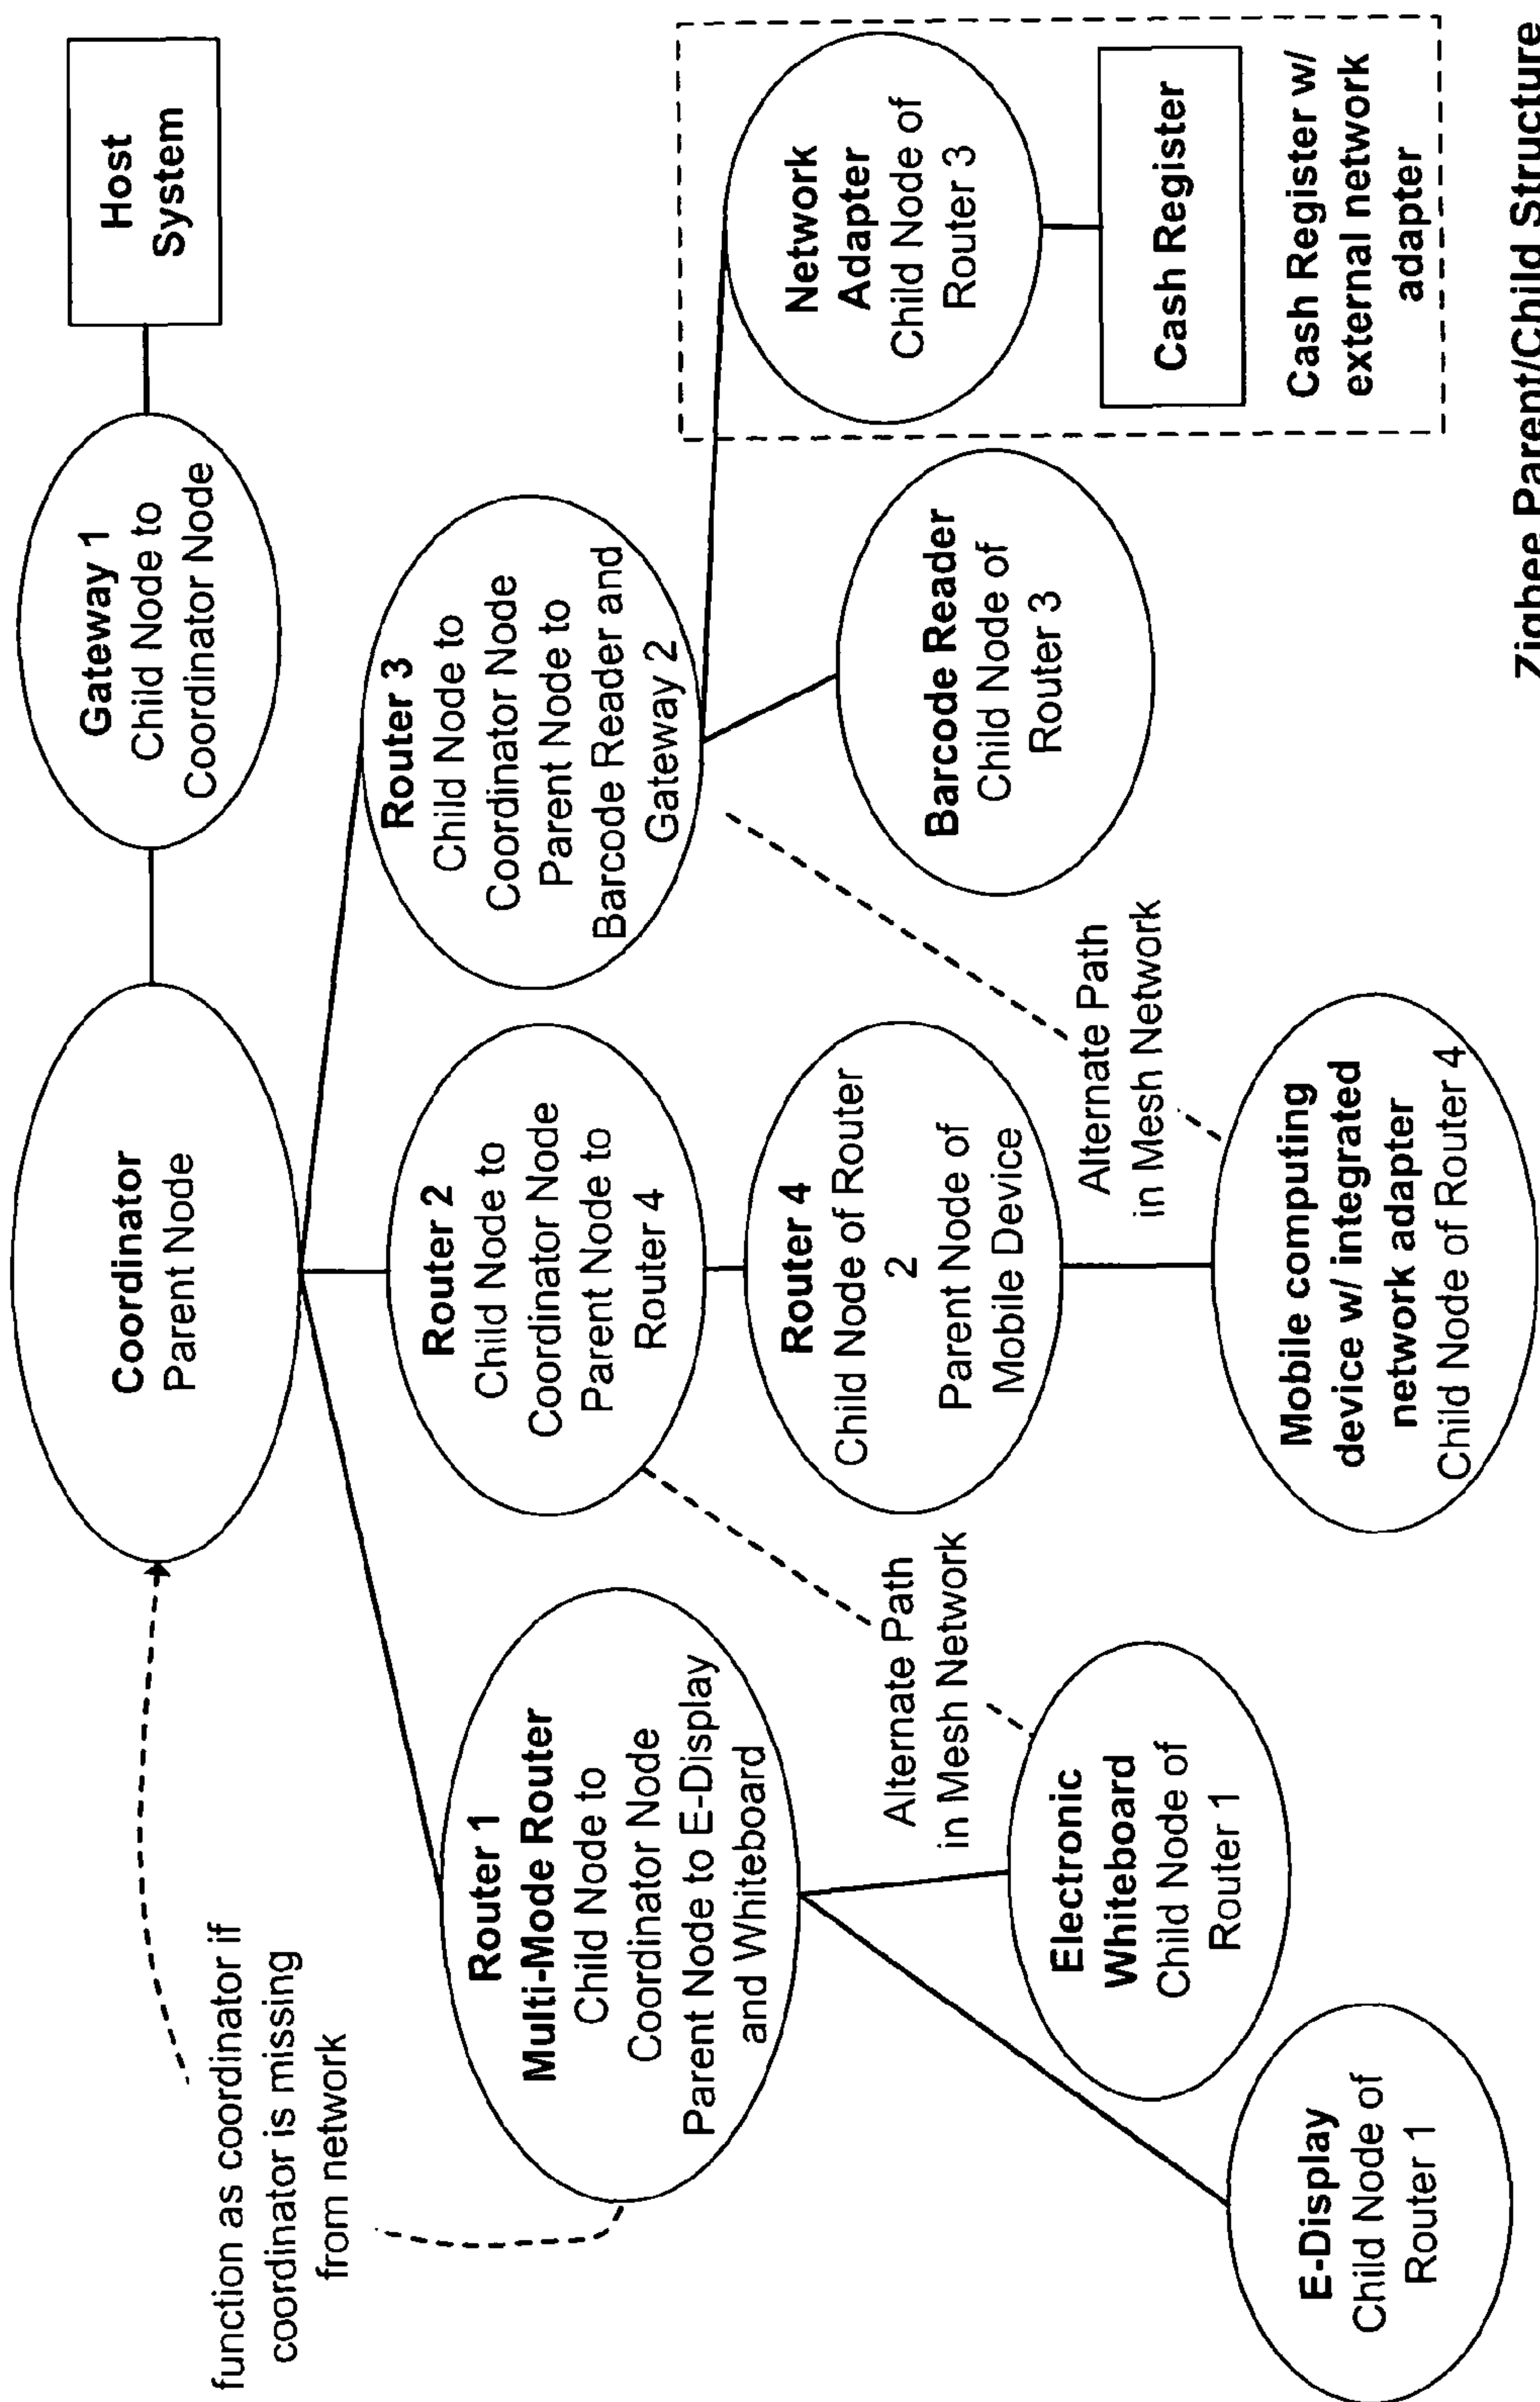 Host
System
Gateway 1
Child Node to
Coordinator Node
Coordinator
Parent Node
function as coordinator if
coordinator is missing
from network
Router 1
Multi-Mode Router
Child Node to
Coordinator Node
Parent Node to E-Display
and Whiteboard
Router 2
Child Node to
Coordinator Node
Parent Node to
Router 4
Router 3
Child Node to
Coordinator Node
Parent Node to
Barcode Reader and
Gateway 2
Network
Adapter
Child Node of
Router 3
Cash Register
Cash Register w/
external network
adapter
Router 4
Child Node of Router
2
Parent Node of
Mobile Device
Barcode Reader
Child Node of
Router 3
Alternate Path
in Mesh Network
Alternate Path
in Mesh Network
Electronic
Whiteboard
Child Node of
Router 1
E-Display
Child Node of
Router 1
Mobile computing
device w/ integrated
network adapter
Child Node of Router 4
Zigbee Parent/Child Structure